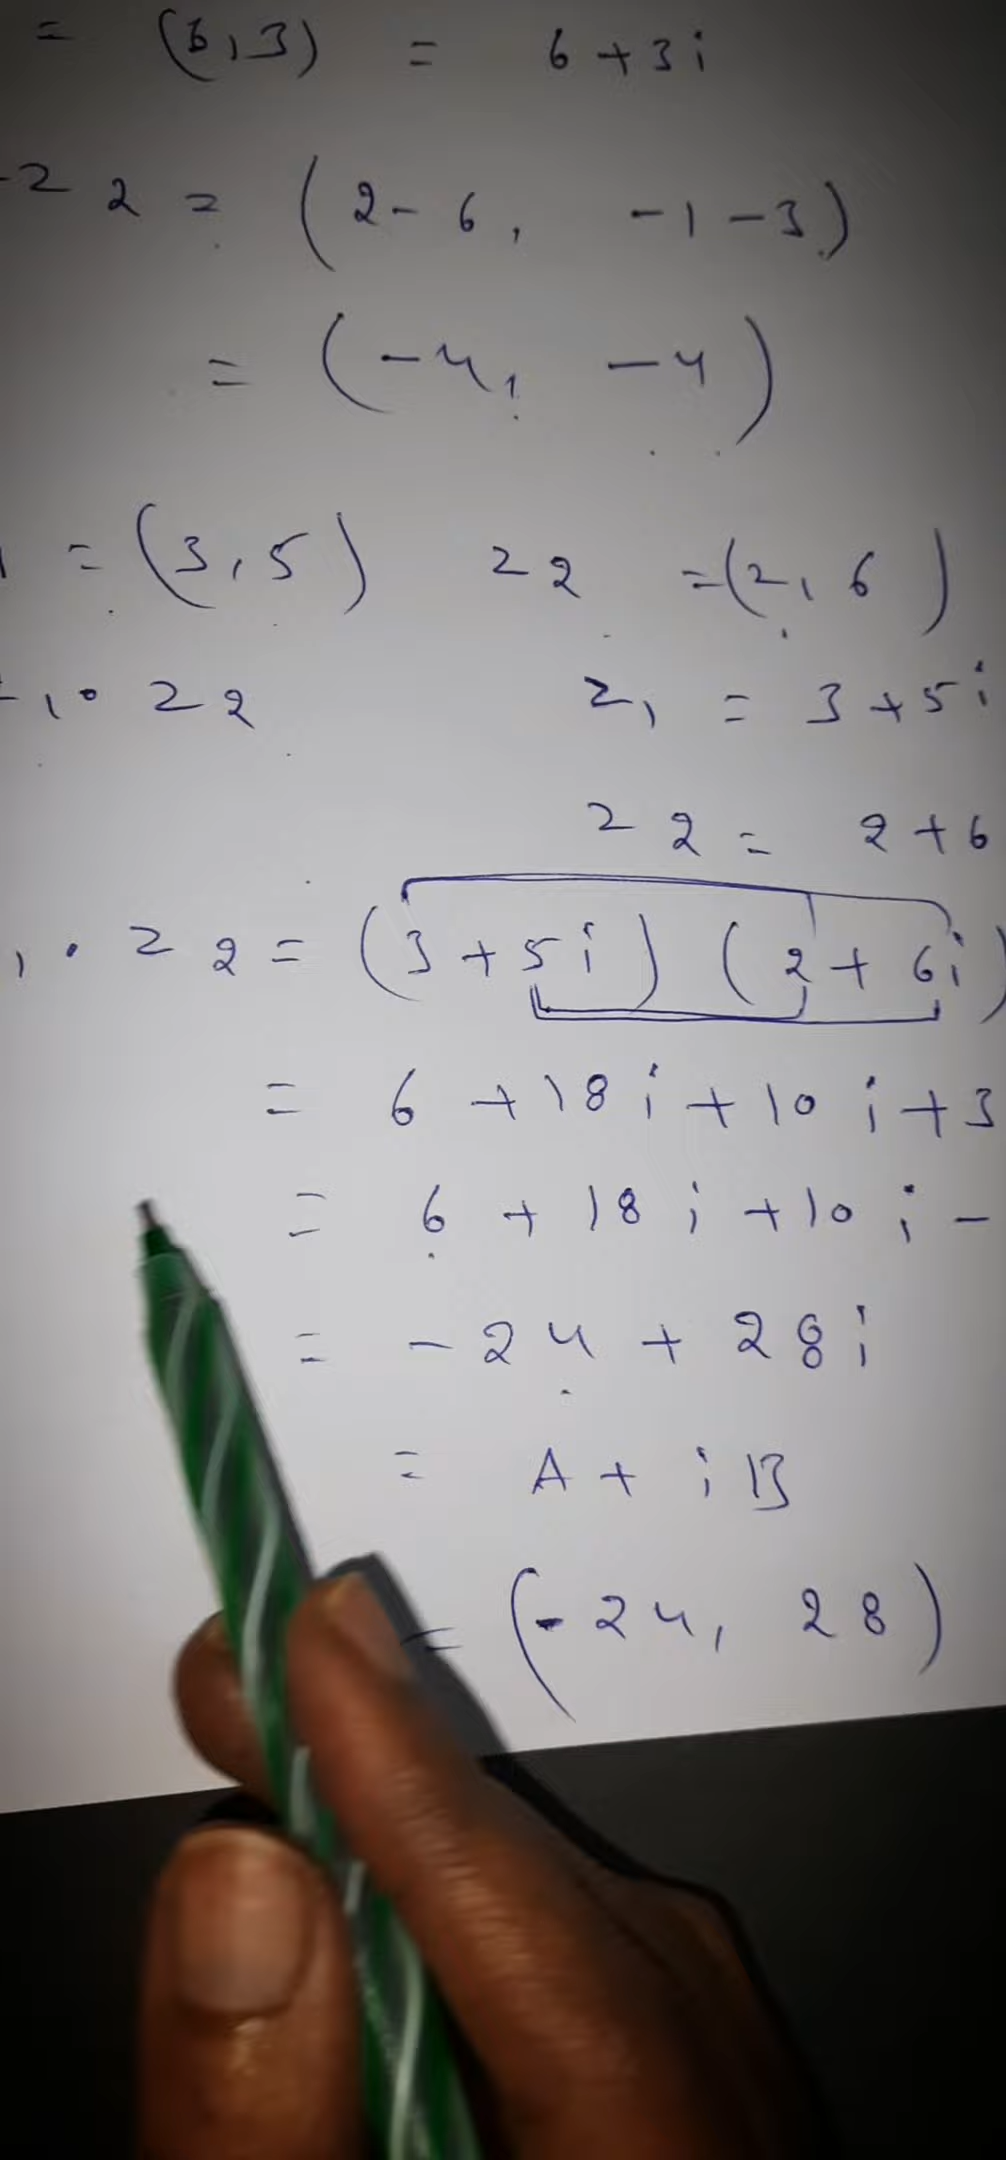 = (6,3) = 6+3i
-z2 = (2-6, -1-3)
= (-4, -4)
= (3,5) z2 =(2,6)
1. z2 z1 = 3+5i
z2 = 2+6
1. z2 = (3+5i) (2+6i)
= 6+18i+10i+3
= 6+18i+10i-
= -24+28i
= A+iB
= (-24, 28)